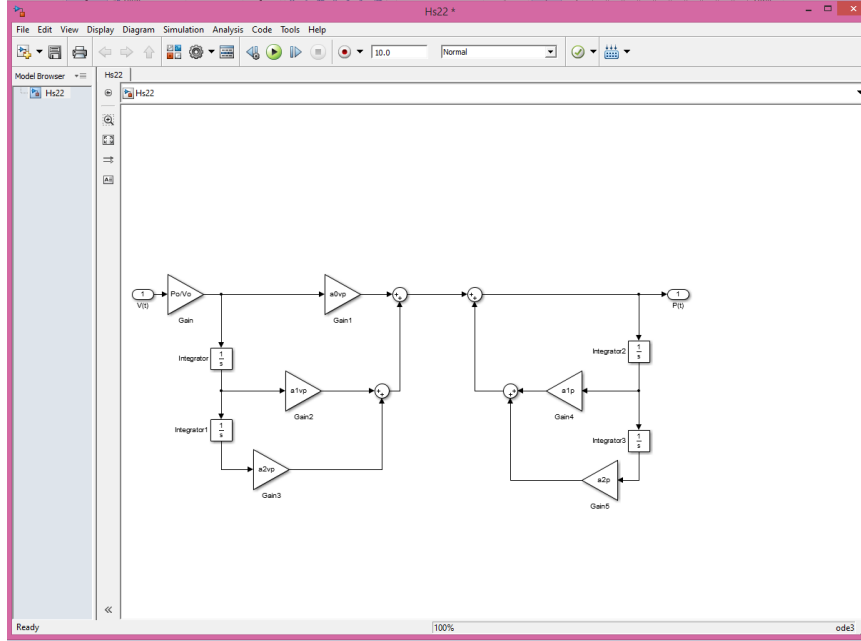 Hs22 *
File Edit View Display Diagram Simulation Analysis Code Tools Help
10.0 Normal
Model Browser
Hs22
Hs22
Hs22
1
V(t)
Po/Vo
Gain
a0vp
Gain1
1
P(t)
Integrator
1
s
Integrator2
1
s
a1vp
Gain2
a1p
Gain4
Integrator1
1
s
Integrator3
1
s
a2vp
Gain3
a2p
Gain5
Ready 100% ode3